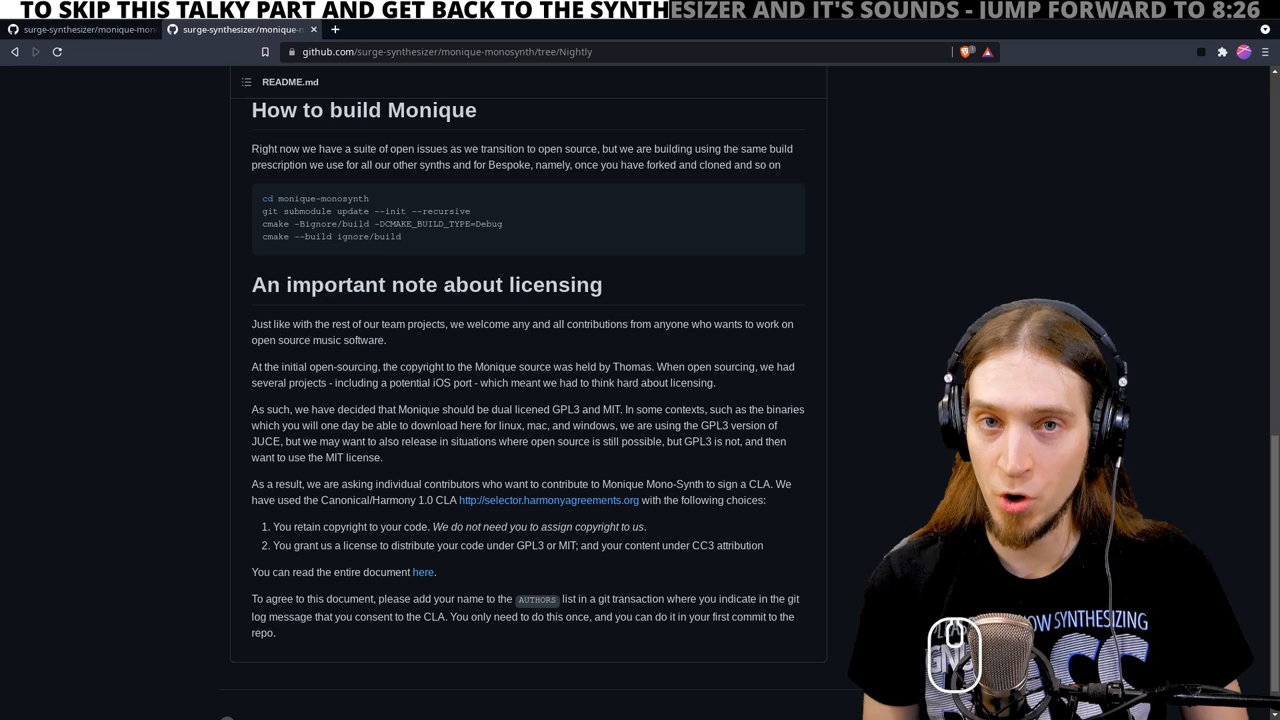 TO SKIP THIS TALKY PART AND GET BACK TO THE SYNTHESIZER AND IT'S SOUNDS - JUMP FORWARD TO 8:26
surge-synthesizer/monique-mon
surge-synthesizer/monique-m
github.com/surge-synthesizer/monique-monosynth/tree/Nightly
README.md
How to build Monique
Right now we have a suite of open issues as we transition to open source, but we are building using the same build
prescription we use for all our other synths and for Bespoke, namely, once you have forked and cloned and so on
cd monique-monosynth
git submodule update --init --recursive
cmake -Bignore/build -DCMAKE_BUILD_TYPE=Debug
cmake --build ignore/build
An important note about licensing
Just like with the rest of our team projects, we welcome any and all contributions from anyone who wants to work on
open source music software.
At the initial open-sourcing, the copyright to the Monique source was held by Thomas. When open sourcing, we had
several projects - including a potential iOS port - which meant we had to think hard about licensing.
As such, we have decided that Monique should be dual licened GPL3 and MIT. In some contexts, such as the binaries
which you will one day be able to download here for linux, mac, and windows, we are using the GPL3 version of
JUCE, but we may want to also release in situations where open source is still possible, but GPL3 is not, and then
want to use the MIT license.
As a result, we are asking individual contributors who want to contribute to Monique Mono-Synth to sign a CLA. We
have used the Canonical/Harmony 1.0 CLA http://selector.harmonyagreements.org with the following choices:
1. You retain copyright to your code. We do not need you to assign copyright to us.
2. You grant us a license to distribute your code under GPL3 or MIT; and your content under CC3 attribution
You can read the entire document here.
To agree to this document, please add your name to the AUTHORS list in a git transaction where you indicate in the git
log message that you consent to the CLA. You only need to do this once, and you can do it in your first commit to the
repo.
SYNTHESIZING